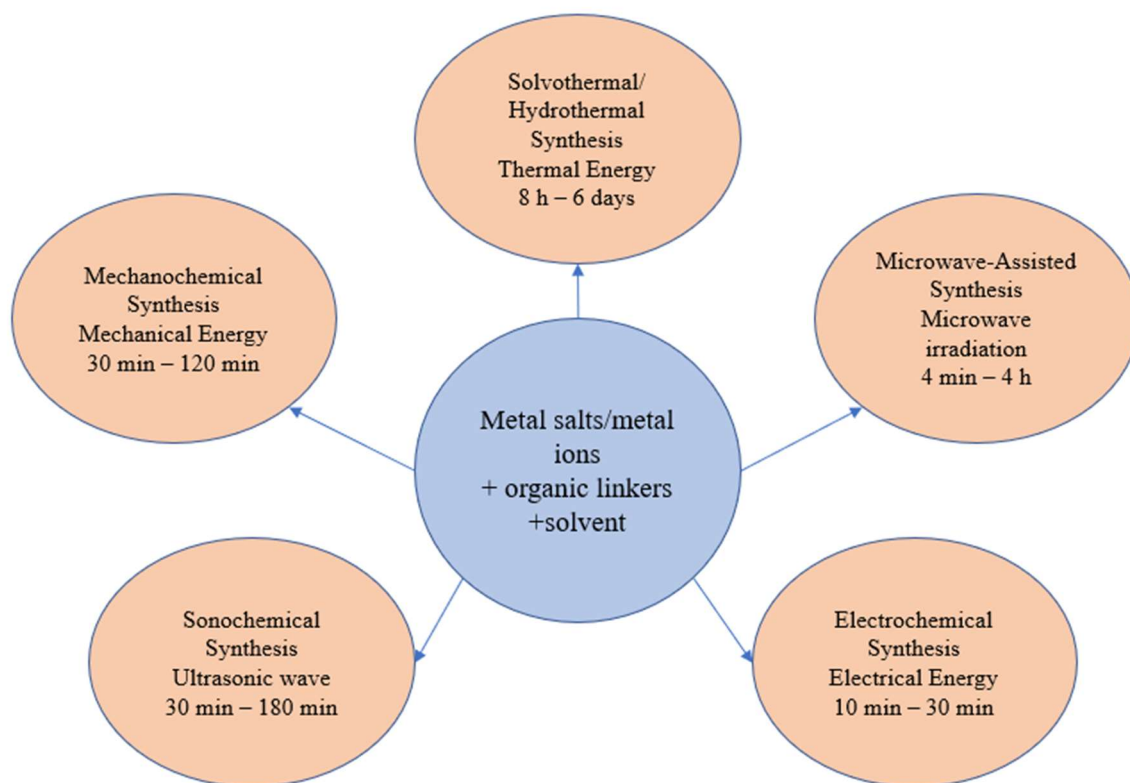 Solvothermal/
Hydrothermal
Synthesis
Thermal Energy
8 h – 6 days
Mechanochemical
Synthesis
Mechanical Energy
30 min – 120 min
Microwave-Assisted
Synthesis
Microwave
irradiation
4 min – 4 h
Metal salts/metal
ions
+ organic linkers
+solvent
Sonochemical
Synthesis
Ultrasonic wave
30 min – 180 min
Electrochemical
Synthesis
Electrical Energy
10 min – 30 min